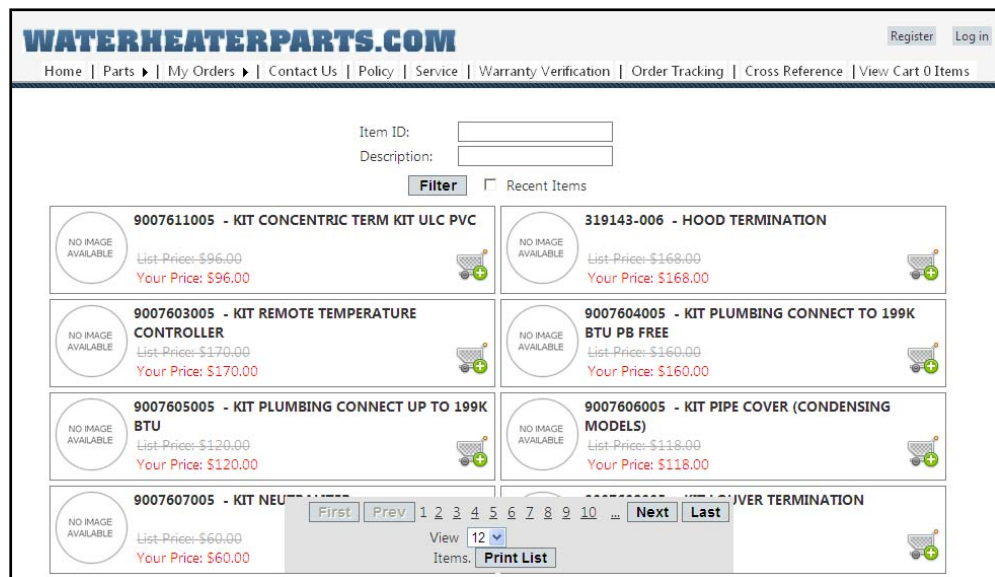 WATERHEATERPARTS.COM
Register Log in
Home | Parts ▶ | My Orders ▶ | Contact Us | Policy | Service | Warranty Verification | Order Tracking | Cross Reference | View Cart 0 Items
Item ID:
Description:
Filter Recent Items
NO IMAGE AVAILABLE
9007611005 - KIT CONCENTRIC TERM KIT ULC PVC
List Price: $96.00
Your Price: $96.00
NO IMAGE AVAILABLE
319143-006 - HOOD TERMINATION
List Price: $168.00
Your Price: $168.00
NO IMAGE AVAILABLE
9007603005 - KIT REMOTE TEMPERATURE
CONTROLLER
List Price: $170.00
Your Price: $170.00
NO IMAGE AVAILABLE
9007604005 - KIT PLUMBING CONNECT TO 199K
BTU PB FREE
List Price: $160.00
Your Price: $160.00
NO IMAGE AVAILABLE
9007605005 - KIT PLUMBING CONNECT UP TO 199K
BTU
List Price: $120.00
Your Price: $120.00
NO IMAGE AVAILABLE
9007606005 - KIT PIPE COVER (CONDENSING
MODELS)
List Price: $118.00
Your Price: $118.00
NO IMAGE AVAILABLE
9007607005 - KIT
List Price: $60.00
Your Price: $60.00
TERMINATION
First Prev 1 2 3 4 5 6 7 8 9 10 ... Next Last
View 12
Items. Print List